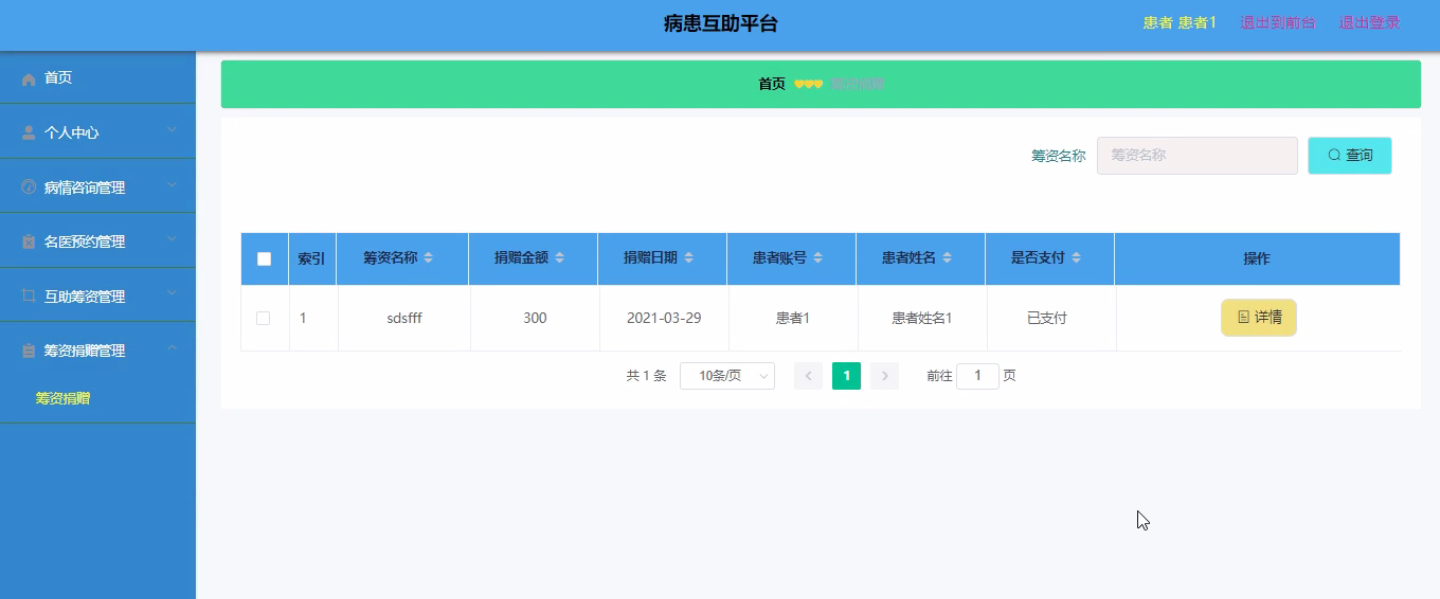 病患互助平台
患者 患者1 退出到前台 退出登录
首页
个人中心
病情咨询管理
名医预约管理
互助筹资管理
筹资捐赠管理
筹资捐赠
首页
筹资名称 筹资名称 查询
索引 筹资名称 捐赠金额 捐赠日期 患者账号 患者姓名 是否支付 操作
1 sdsfff 300 2021-03-29 患者1 患者姓名1 已支付 详情
共 1 条 10条/页 1 前往 1 页